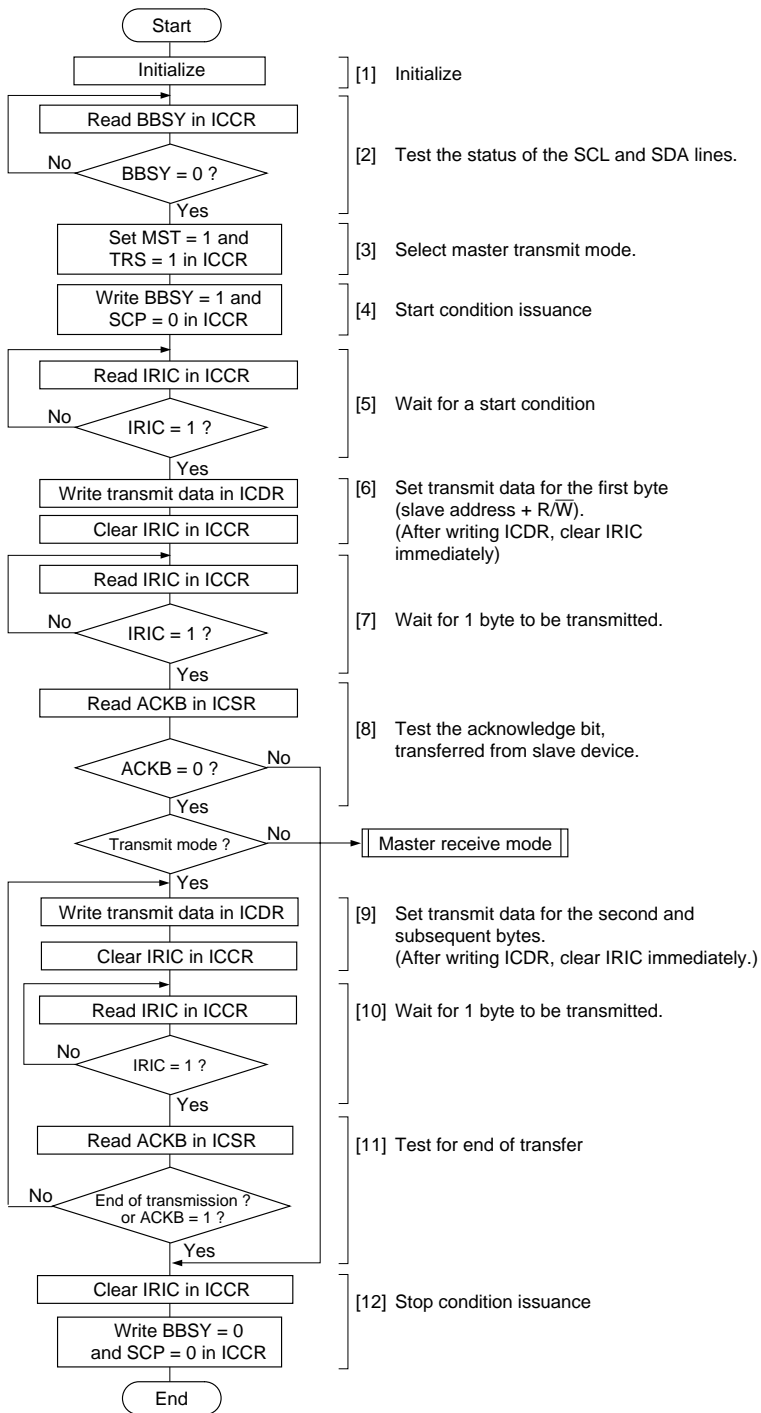 Start
Initialize
[1] Initialize
Read BBSY in ICCR
No
BBSY = 0 ?
[2] Test the status of the SCL and SDA lines.
Yes
Set MST = 1 and
TRS = 1 in ICCR
[3] Select master transmit mode.
Write BBSY = 1 and
SCP = 0 in ICCR
[4] Start condition issuance
Read IRIC in ICCR
No
IRIC = 1 ?
[5] Wait for a start condition
Yes
Write transmit data in ICDR
Clear IRIC in ICCR
[6] Set transmit data for the first byte
(slave address + R/W̅).
(After writing ICDR, clear IRIC
immediately)
Read IRIC in ICCR
No
IRIC = 1 ?
[7] Wait for 1 byte to be transmitted.
Yes
Read ACKB in ICSR
[8] Test the acknowledge bit,
transferred from slave device.
ACKB = 0 ?
No
Yes
Transmit mode ?
No
Master receive mode
Yes
Write transmit data in ICDR
Clear IRIC in ICCR
[9] Set transmit data for the second and
subsequent bytes.
(After writing ICDR, clear IRIC immediately.)
Read IRIC in ICCR
[10] Wait for 1 byte to be transmitted.
No
IRIC = 1 ?
Yes
Read ACKB in ICSR
[11] Test for end of transfer
No
End of transmission ?
or ACKB = 1 ?
Yes
Clear IRIC in ICCR
[12] Stop condition issuance
Write BBSY = 0
and SCP = 0 in ICCR
End